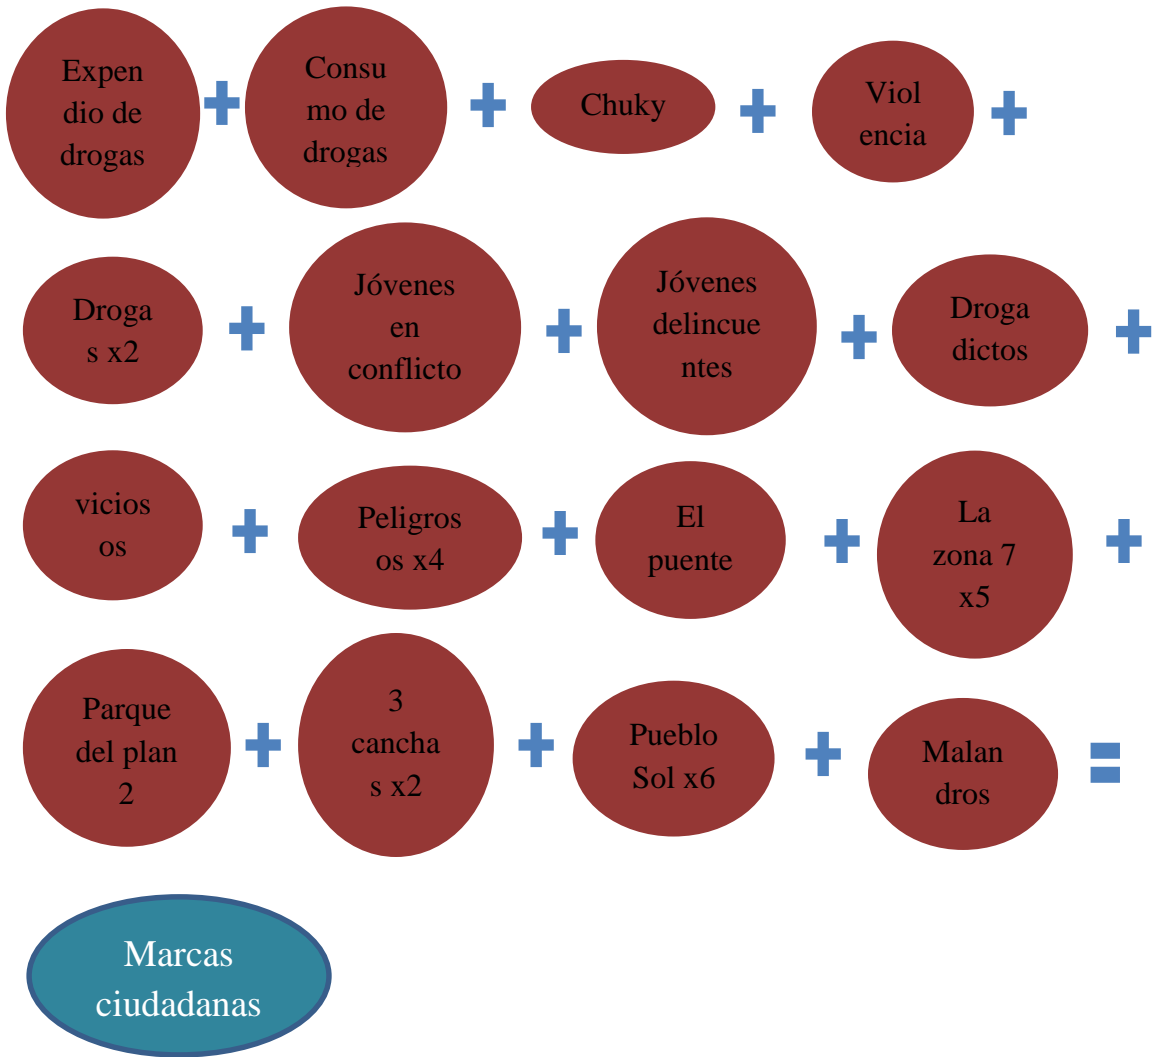 Expen
dio de
drogas
+
Consu
mo de
drogas
+
Chuky
+
Viol
encia
+
Droga
s x2
+
Jóvenes
en
conflicto
+
Jóvenes
delincue
ntes
+
Droga
dictos
+
vicios
os
+
Peligros
os x4
+
El
puente
+
La
zona 7
x5
+
Parque
del plan
2
+
3
cancha
s x2
+
Pueblo
Sol x6
+
Malan
dros
=
Marcas
ciudadanas